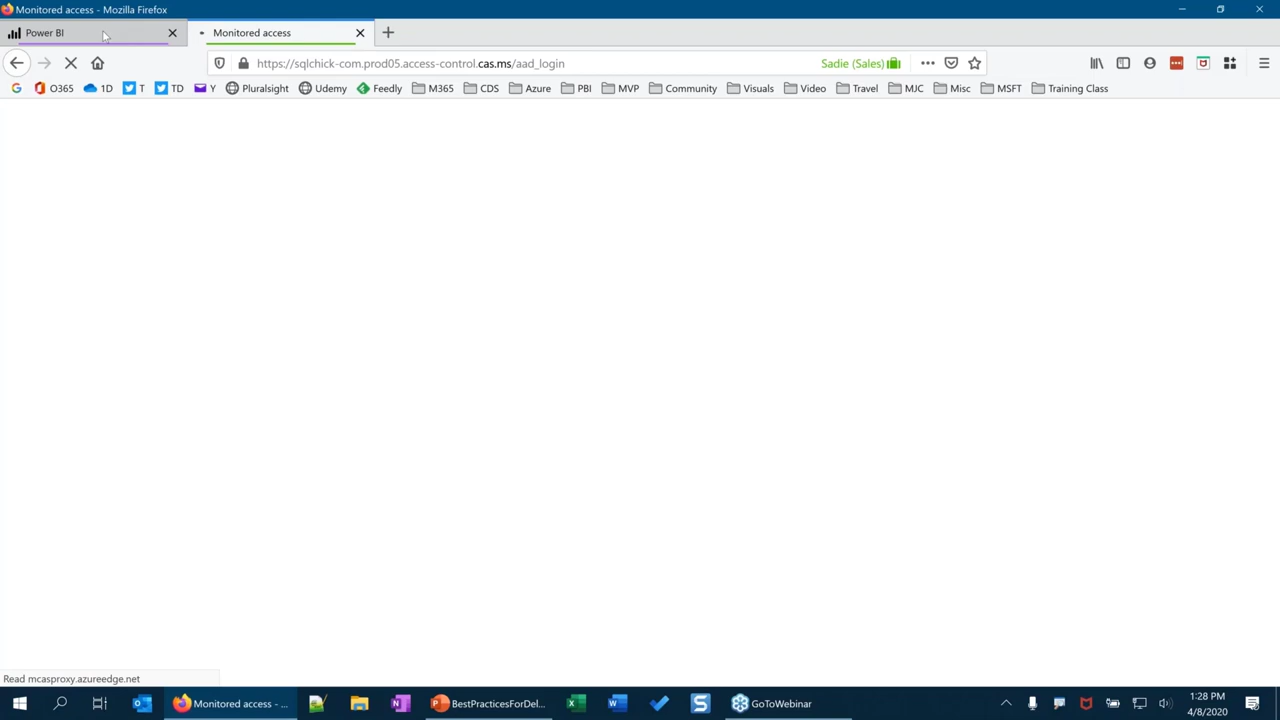 Monitored access - Mozilla Firefox
Power BI
Monitored access
https://sqlchick-com.prod05.access-control.cas.ms/aad_login
Sadie (Sales)
O365 1D T TD Y Pluralsight Udemy Feedly M365 CDS Azure PBI MVP Community Visuals Video Travel MJC Misc MSFT Training Class
Read mcasproxy.azureedge.net
Monitored access - ...
BestPracticesForDel...
GoToWebinar
1:28 PM
4/8/2020